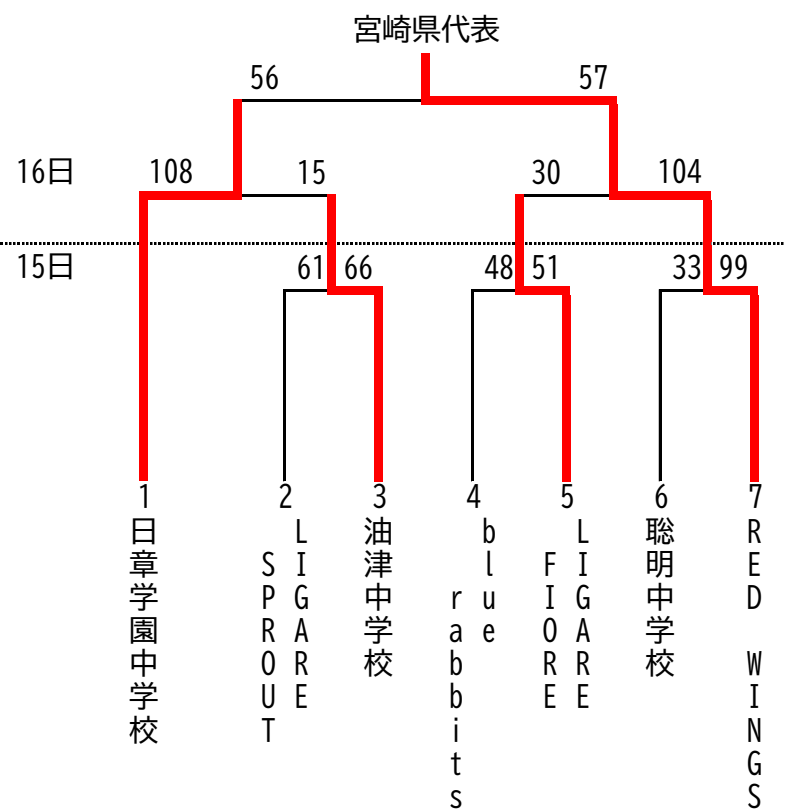 宮崎県代表
56
57
16日
108
15
30
104
15日
61
66
48
51
33
99
1
2
3
4
5
6
7
日章学園中学校
LIGARE
SPROUT
油津中学校
blue
rabbits
LIGARE
FIORE
聡明中学校
RED WINGS